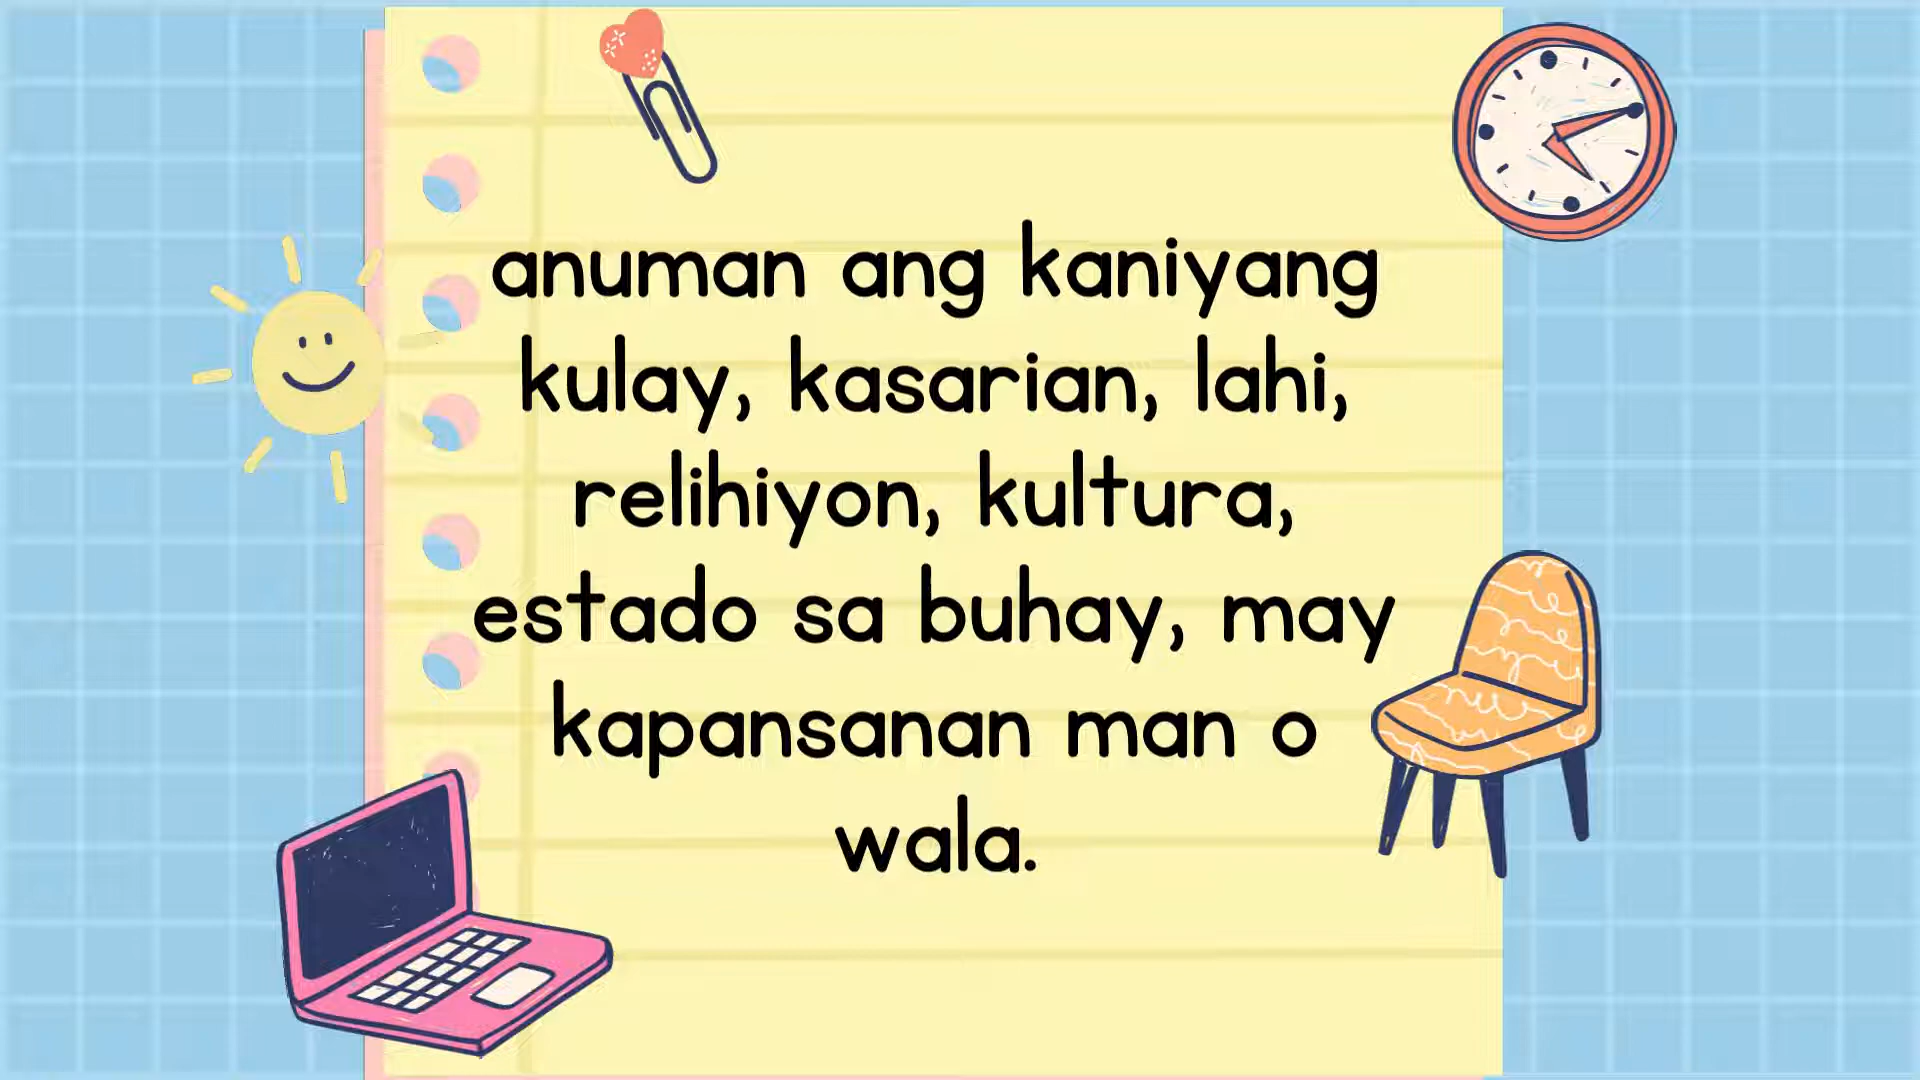 anuman ang kaniyang
kulay, kasarian, lahi,
relihiyon, kultura,
estado sa buhay, may
kapansanan man o
wala.